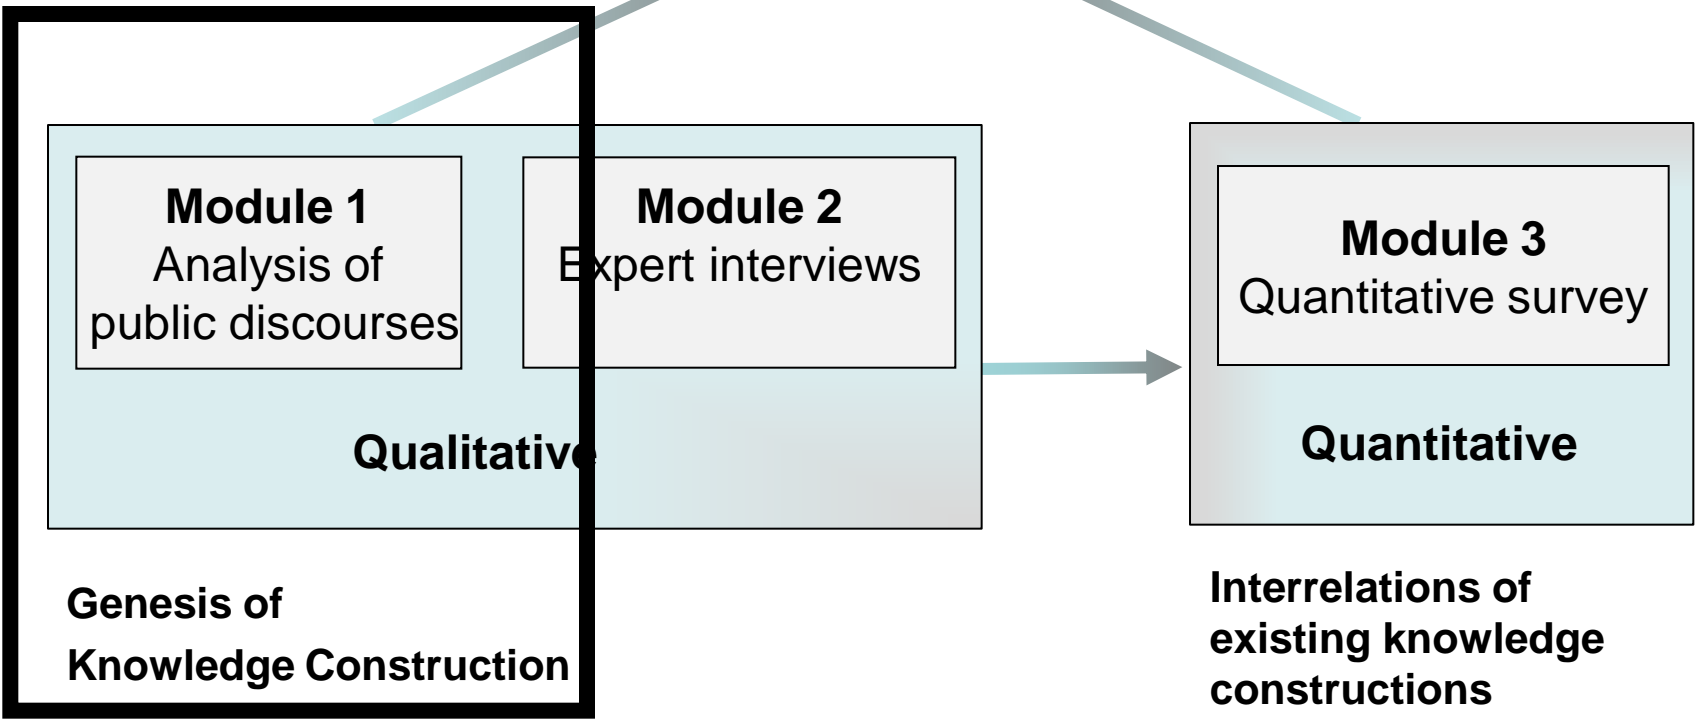 Module 1
Analysis of
public discourses
Module 2
Expert interviews
Qualitative
Genesis of
Knowledge Construction
Module 3
Quantitative survey
Quantitative
Interrelations of
existing knowledge
constructions